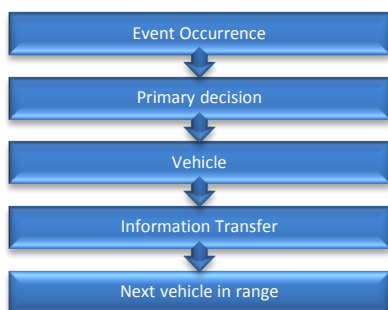 Event Occurrence
Primary decision
Vehicle
Information Transfer
Next vehicle in range